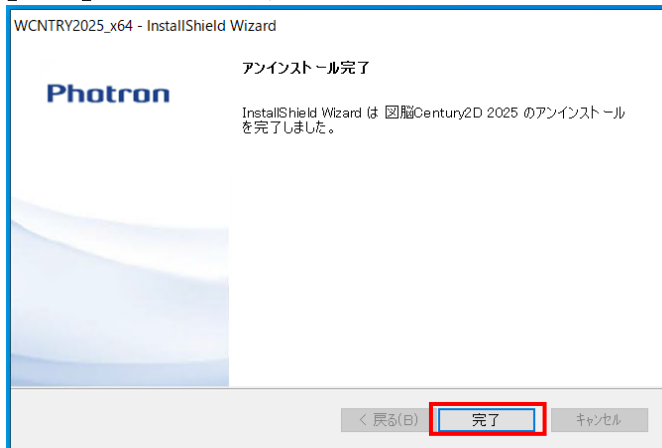 WCNTRY2025_x64 - InstallShield Wizard
Photron
アンインストール完了
InstallShield Wizard は 図脳Century2D 2025 のアンインストール
を完了しました。
< 戻る(B)
完了
キャンセル